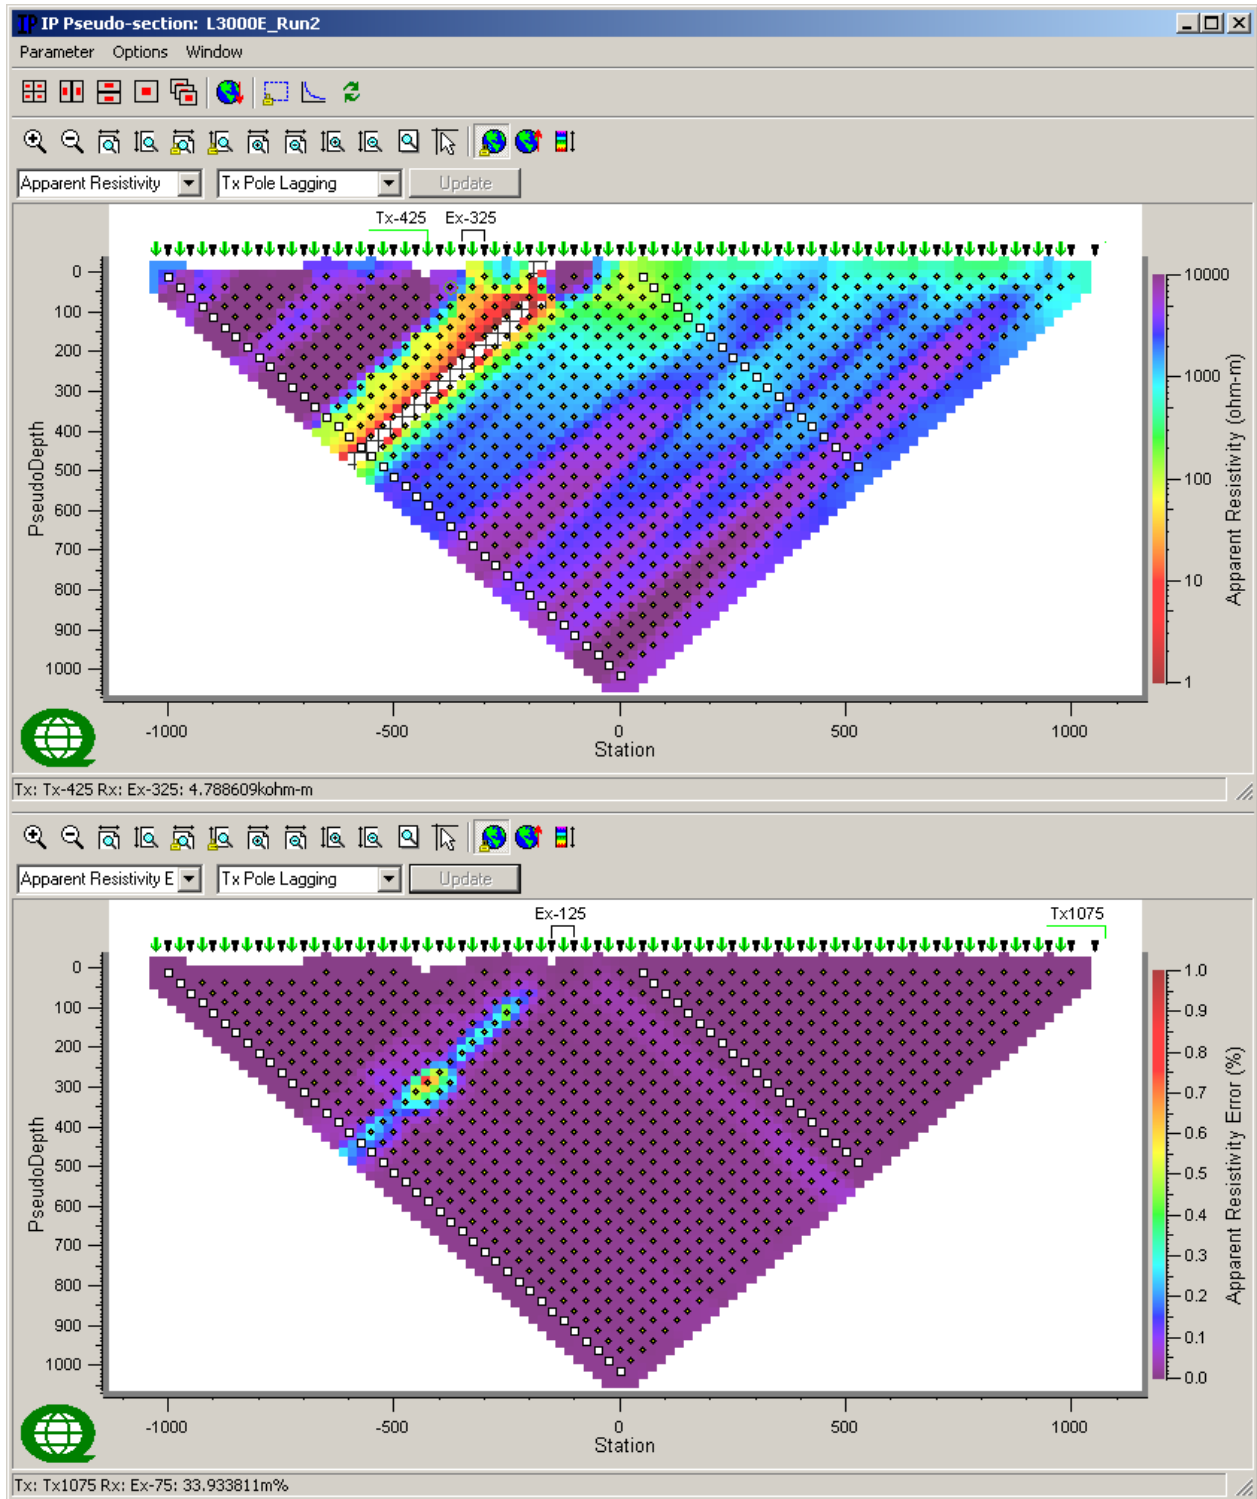 IP IP Pseudo-section: L3000E_Run2
Parameter Options Window
Apparent Resistivity Tx Pole Lagging Update
Tx-425 Ex-325
0
100
200
300
400
500
600
700
800
900
1000
PseudoDepth
-1000 -500 0 500 1000
Station
10000
1000
100
10
1
Apparent Resistivity (ohm-m)
Tx: Tx-425 Rx: Ex-325: 4.788609kohm-m
Apparent Resistivity E Tx Pole Lagging Update
Ex-125 Tx1075
0
100
200
300
400
500
600
700
800
900
1000
PseudoDepth
-1000 -500 0 500 1000
Station
1.0
0.9
0.8
0.7
0.6
0.5
0.4
0.3
0.2
0.1
0.0
Apparent Resistivity Error (%)
Tx: Tx1075 Rx: Ex-75: 33.933811m%